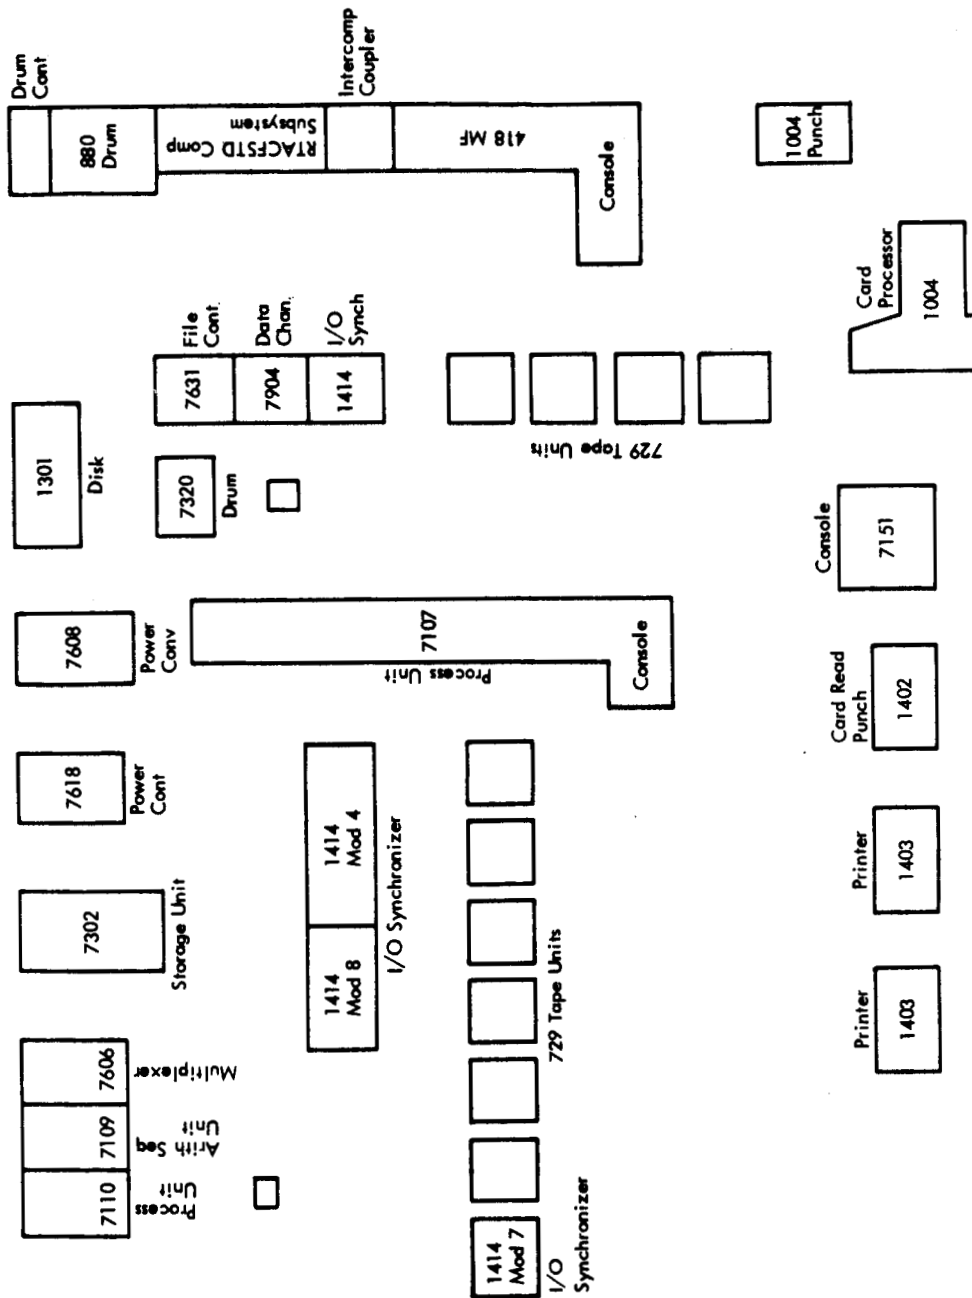 7110
Process
Unit
7109
Arith Seq
Unit
7606
Multiplexer
7302
Storage Unit
7618
Power
Cont
7608
Power
Conv
1301
Disk
Drum
Cont
880
Drum
RTACFSTD Comp
Subsystem
Intercomp
Coupler
418 MF
Console
7631
File
Cont.
7904
Data
Chan.
1414
I/O
Synch
7320
Drum
7107
Process Unit
Console
1414
Mod 8
1414
Mod 4
I/O Synchronizer
1414
Mod 7
I/O
Synchronizer
729 Tape Units
729 Tape Units
1004
Punch
Card
Processor
1004
Console
7151
Card Read
Punch
1402
Printer
1403
Printer
1403